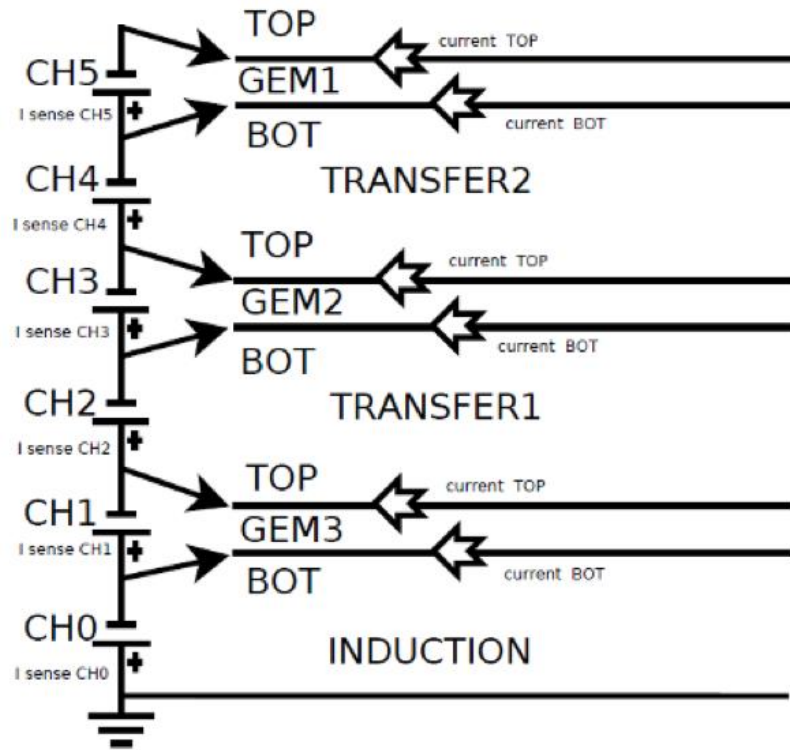 TOP
current TOP
CH5
GEM1
I sense CH5
+
current BOT
BOT
CH4
TRANSFER2
I sense CH4
+
TOP
current TOP
CH3
GEM2
I sense CH3
+
current BOT
BOT
CH2
TRANSFER1
I sense CH2
+
TOP
current TOP
CH1
GEM3
I sense CH1
+
current BOT
BOT
CH0
INDUCTION
I sense CH0
+